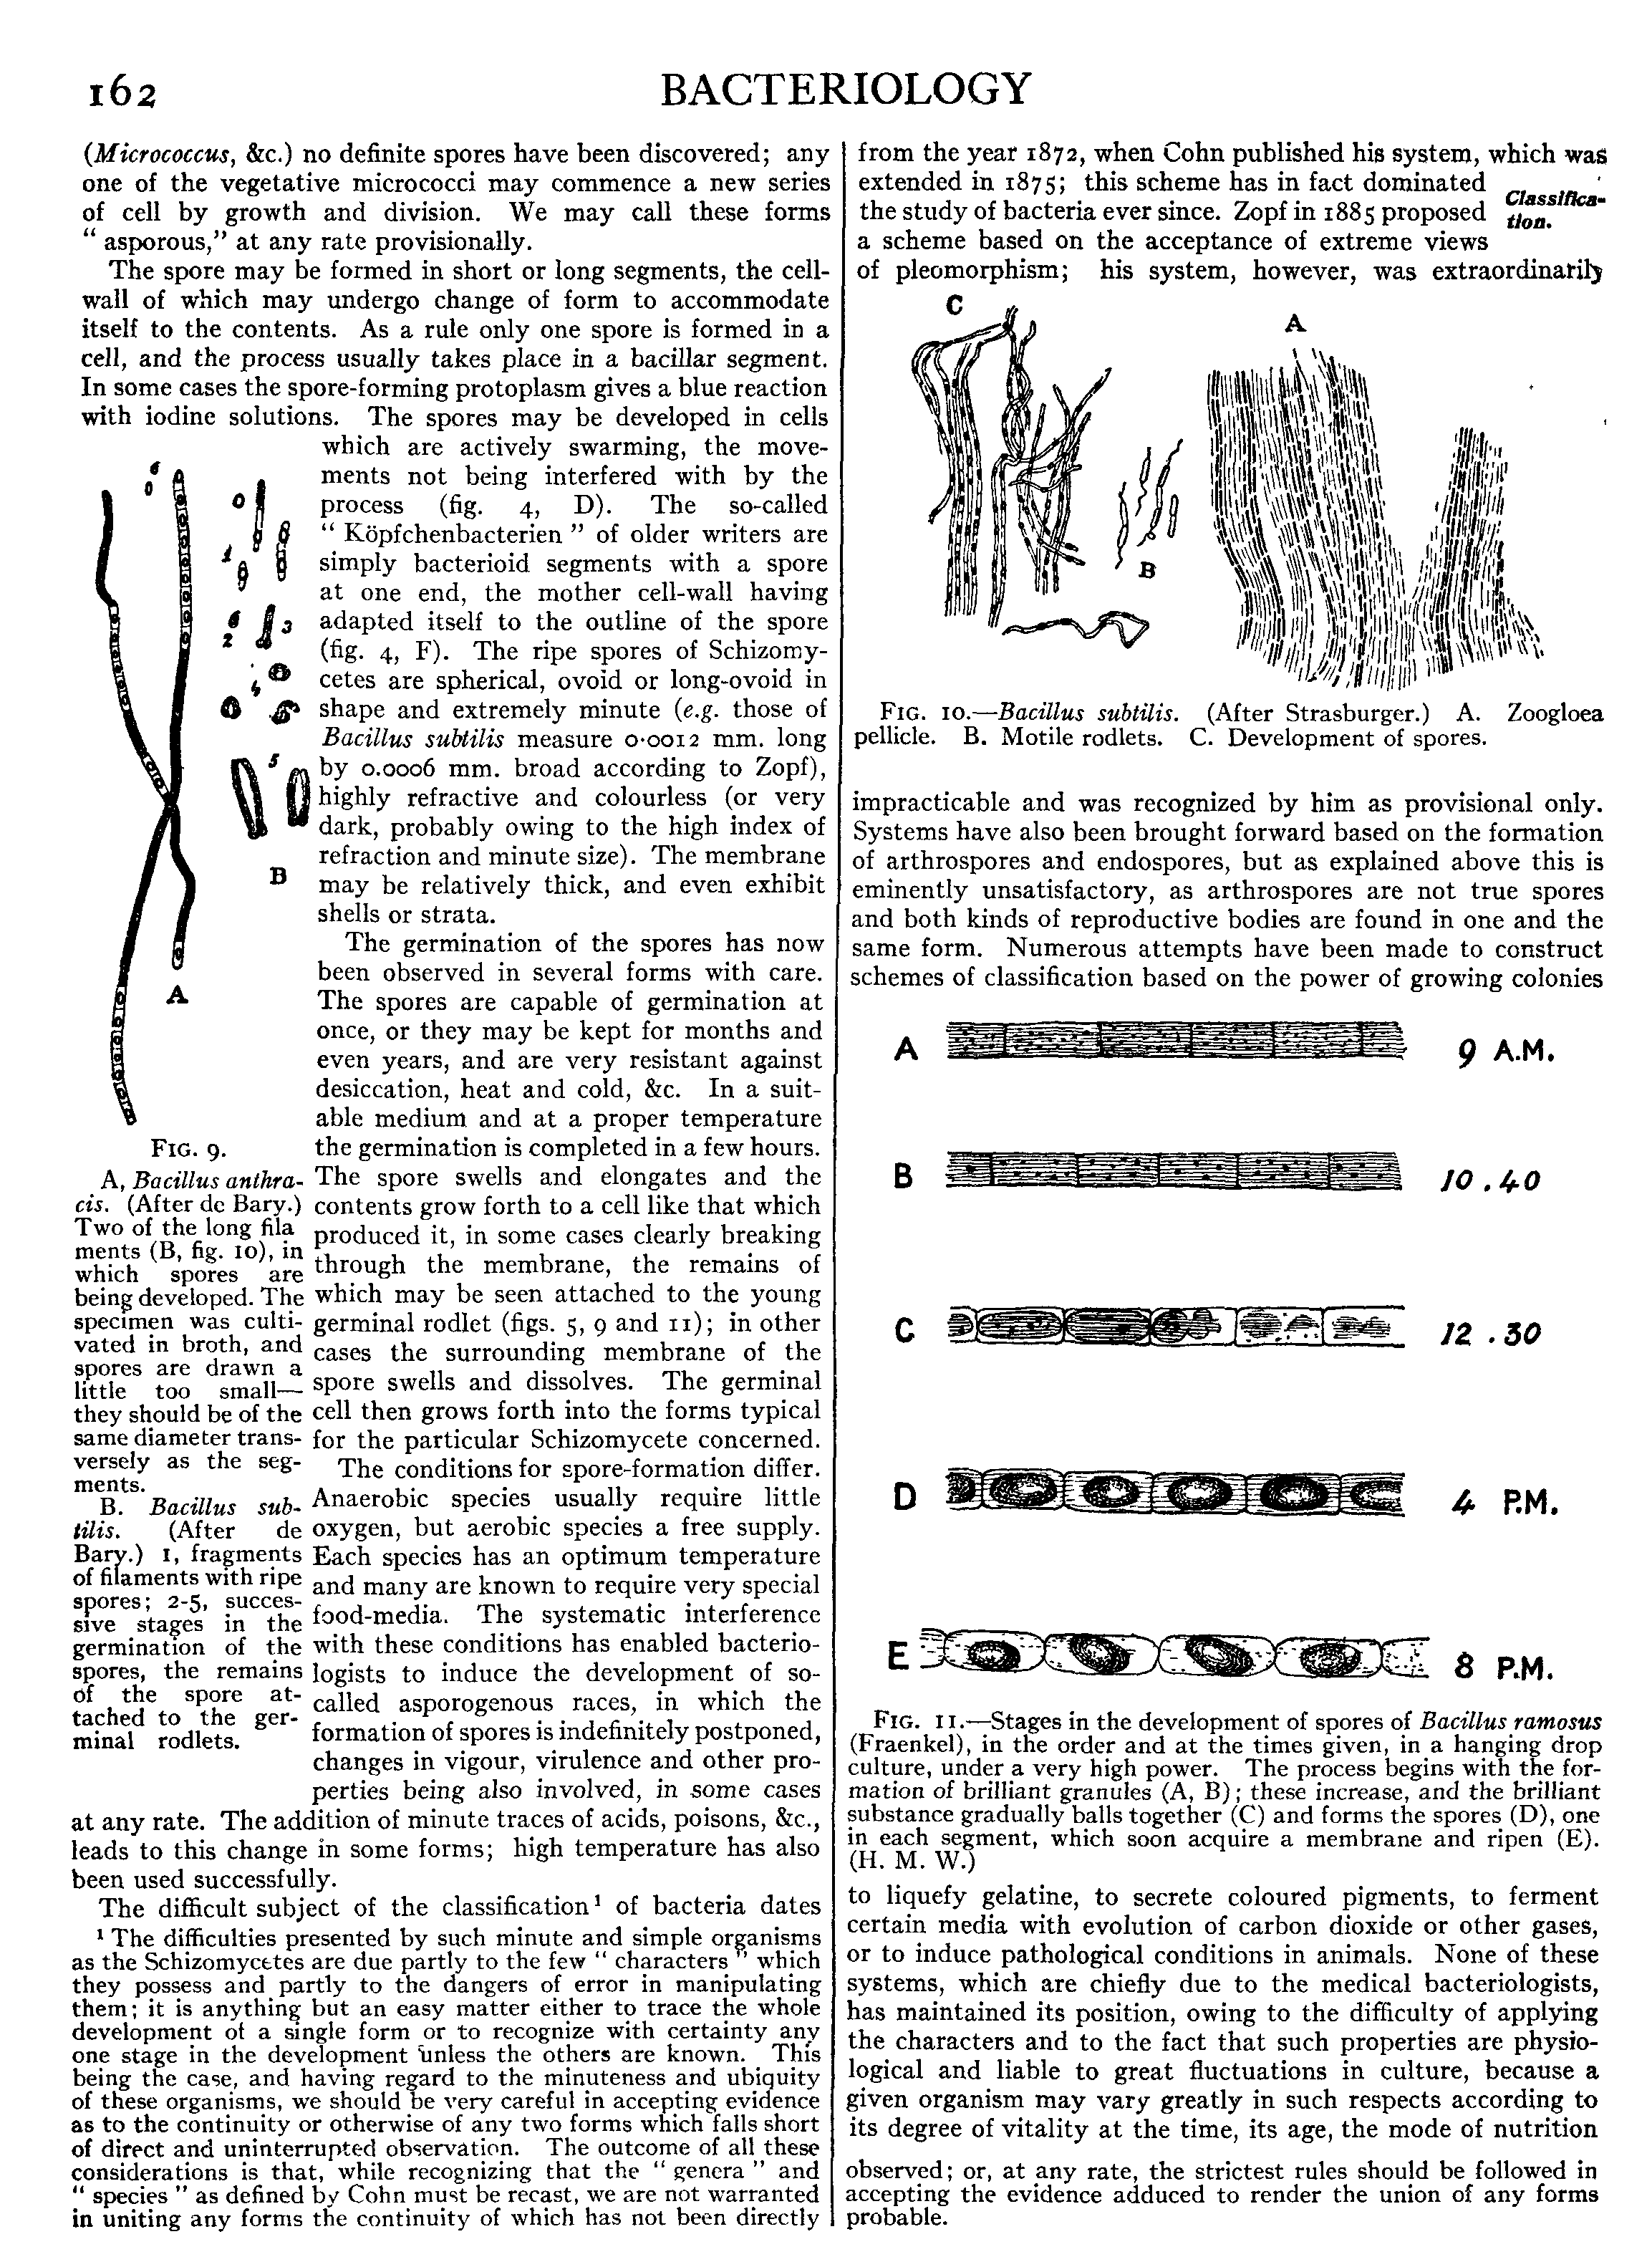 162
BACTERIOLOGY
(Micrococcus, &c.) no definite spores have been discovered; any
one of the vegetative micrococci may commence a new series
of cell by growth and division. We may call these forms
“ asporous,” at any rate provisionally.
The spore may be formed in short or long segments, the cell-
wall of which may undergo change of form to accommodate
itself to the contents. As a rule only one spore is formed in a
cell, and the process usually takes place in a bacillar segment.
In some cases the spore-forming protoplasm gives a blue reaction
with iodine solutions. The spores may be developed in cells
which are actively swarming, the move-
ments not being interfered with by the
process (fig. 4, D). The so-called
“ Köpfchenbacterien ” of older writers are
simply bacterioid segments with a spore
at one end, the mother cell-wall having
adapted itself to the outline of the spore
(fig. 4, F). The ripe spores of Schizomy-
cetes are spherical, ovoid or long-ovoid in
shape and extremely minute (e.g. those of
Bacillus subtilis measure 0·0012 mm. long
by 0.0006 mm. broad according to Zopf),
highly refractive and colourless (or very
dark, probably owing to the high index of
refraction and minute size). The membrane
may be relatively thick, and even exhibit
shells or strata.
The germination of the spores has now
been observed in several forms with care.
The spores are capable of germination at
once, or they may be kept for months and
even years, and are very resistant against
desiccation, heat and cold, &c. In a suit-
able medium and at a proper temperature
the germination is completed in a few hours.
The spore swells and elongates and the
contents grow forth to a cell like that which
produced it, in some cases clearly breaking
through the membrane, the remains of
which may be seen attached to the young
germinal rodlet (figs. 5, 9 and 11); in other
cases the surrounding membrane of the
spore swells and dissolves. The germinal
cell then grows forth into the forms typical
for the particular Schizomycete concerned.
The conditions for spore-formation differ.
Anaerobic species usually require little
oxygen, but aerobic species a free supply.
Each species has an optimum temperature
and many are known to require very special
food-media. The systematic interference
with these conditions has enabled bacterio-
logists to induce the development of so-
called asporogenous races, in which the
formation of spores is indefinitely postponed,
changes in vigour, virulence and other pro-
perties being also involved, in some cases
at any rate. The addition of minute traces of acids, poisons, &c.,
leads to this change in some forms; high temperature has also
been used successfully.
The difficult subject of the classification¹ of bacteria dates
6
1
6
2
3
4
5
B
A
FIG. 9.
A, Bacillus anthra-
cis. (After de Bary.)
Two of the long fila
ments (B, fig. 10), in
which spores are
being developed. The
specimen was culti-
vated in broth, and
spores are drawn a
little too small—
they should be of the
same diameter trans-
versely as the seg-
ments.
B. Bacillus sub-
tilis. (After de
Bary.) 1, fragments
of filaments with ripe
spores; 2-5, succes-
sive stages in the
germination of the
spores, the remains
of the spore at-
tached to the ger-
minal rodlets.
¹ The difficulties presented by such minute and simple organisms
as the Schizomycetes are due partly to the few “ characters ” which
they possess and partly to the dangers of error in manipulating
them; it is anything but an easy matter either to trace the whole
development of a single form or to recognize with certainty any
one stage in the development unless the others are known. This
being the case, and having regard to the minuteness and ubiquity
of these organisms, we should be very careful in accepting evidence
as to the continuity or otherwise of any two forms which falls short
of direct and uninterrupted observation. The outcome of all these
considerations is that, while recognizing that the “ genera ” and
“ species ” as defined by Cohn must be recast, we are not warranted
in uniting any forms the continuity of which has not been directly
from the year 1872, when Cohn published his system, which was
extended in 1875; this scheme has in fact dominated
the study of bacteria ever since. Zopf in 1885 proposed
a scheme based on the acceptance of extreme views
of pleomorphism; his system, however, was extraordinarily
Classifica-
tion.
C
A
B
FIG. 10.—Bacillus subtilis. (After Strasburger.) A. Zoogloea
pellicle. B. Motile rodlets. C. Development of spores.
impracticable and was recognized by him as provisional only.
Systems have also been brought forward based on the formation
of arthrospores and endospores, but as explained above this is
eminently unsatisfactory, as arthrospores are not true spores
and both kinds of reproductive bodies are found in one and the
same form. Numerous attempts have been made to construct
schemes of classification based on the power of growing colonies
A 9 A.M.
B 10.40
C 12.30
D 4 P.M.
E 8 P.M.
FIG. 11.—Stages in the development of spores of Bacillus ramosus
(Fraenkel), in the order and at the times given, in a hanging drop
culture, under a very high power. The process begins with the for-
mation of brilliant granules (A, B); these increase, and the brilliant
substance gradually balls together (C) and forms the spores (D), one
in each segment, which soon acquire a membrane and ripen (E).
(H. M. W.)
to liquefy gelatine, to secrete coloured pigments, to ferment
certain media with evolution of carbon dioxide or other gases,
or to induce pathological conditions in animals. None of these
systems, which are chiefly due to the medical bacteriologists,
has maintained its position, owing to the difficulty of applying
the characters and to the fact that such properties are physio-
logical and liable to great fluctuations in culture, because a
given organism may vary greatly in such respects according to
its degree of vitality at the time, its age, the mode of nutrition
observed; or, at any rate, the strictest rules should be followed in
accepting the evidence adduced to render the union of any forms
probable.